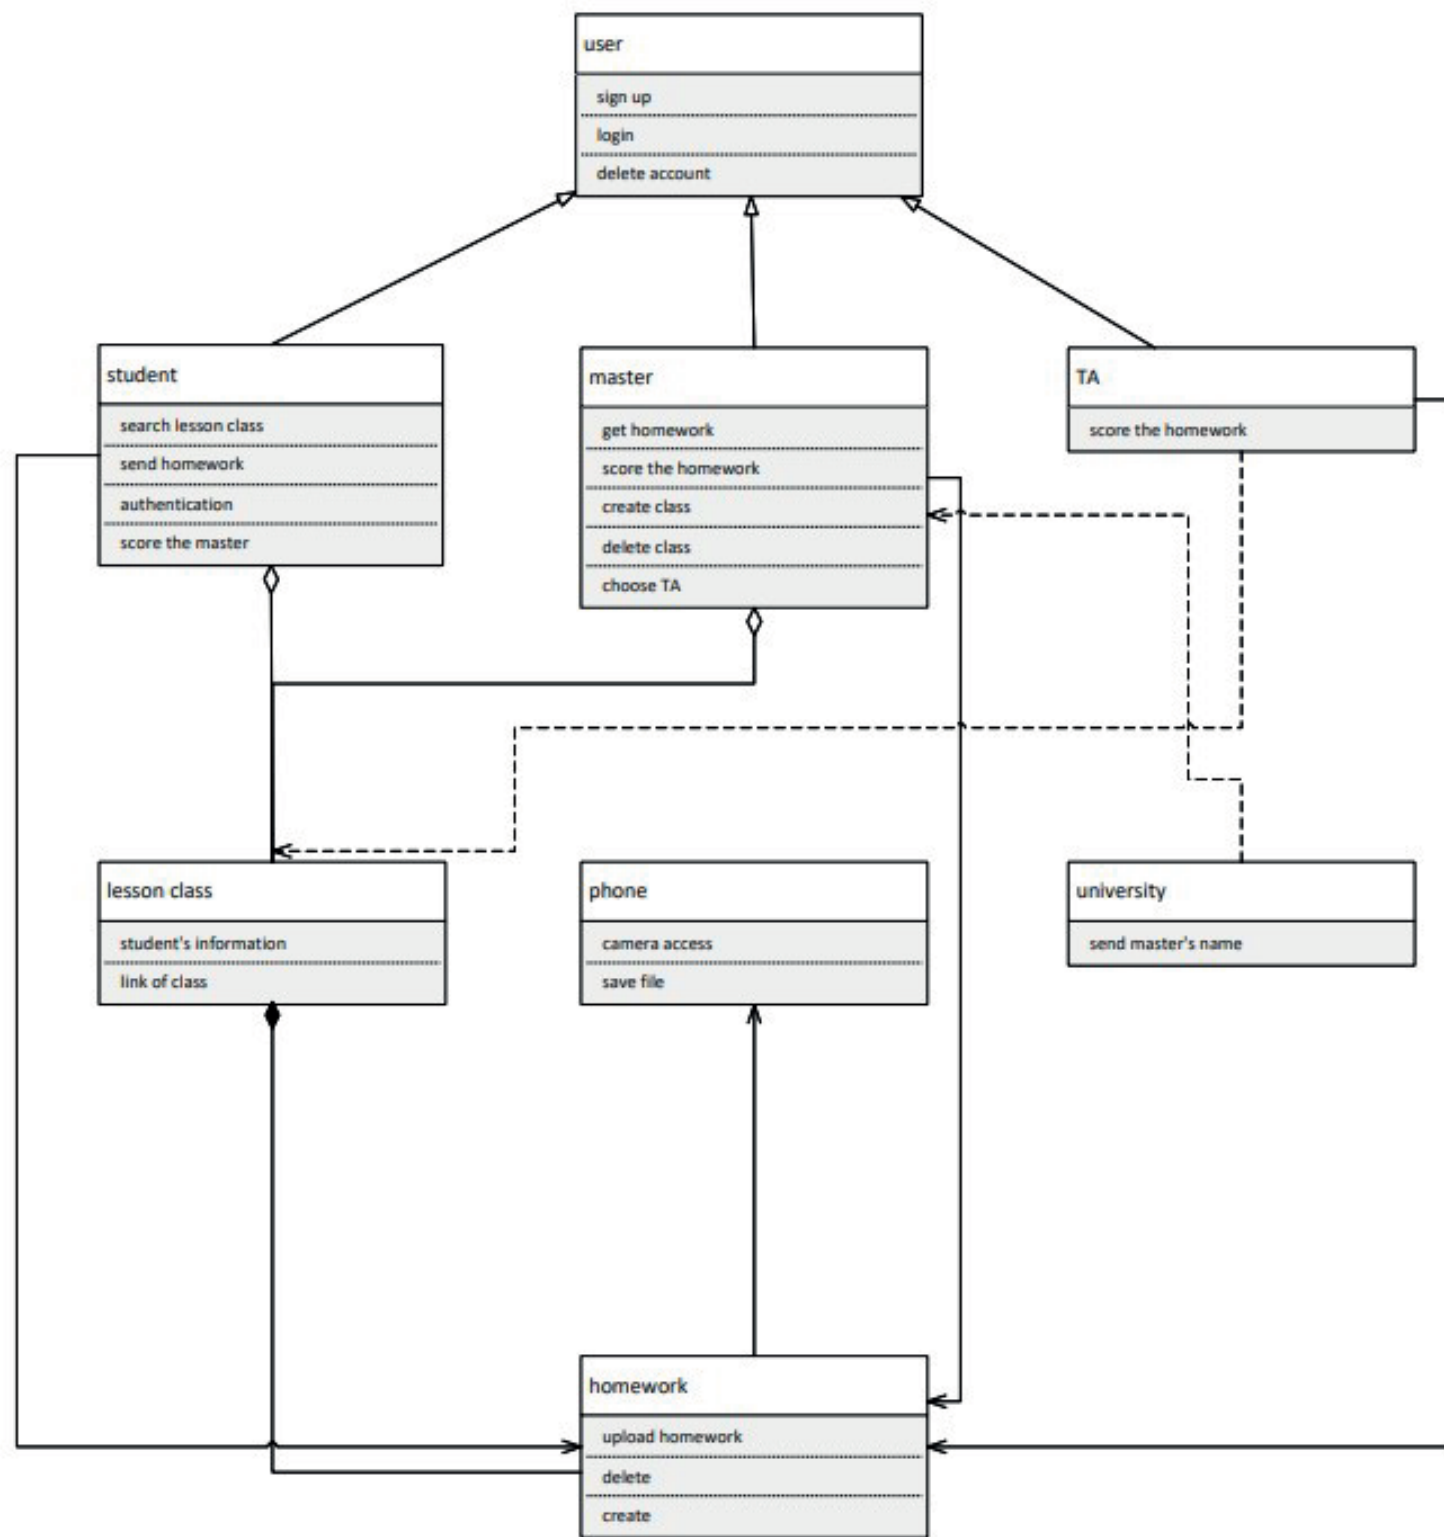 user
sign up
login
delete account
student
search lesson class
send homework
authentication
score the master
master
get homework
score the homework
create class
delete class
choose TA
TA
score the homework
lesson class
student's information
link of class
phone
camera access
save file
university
send master's name
homework
upload homework
delete
create